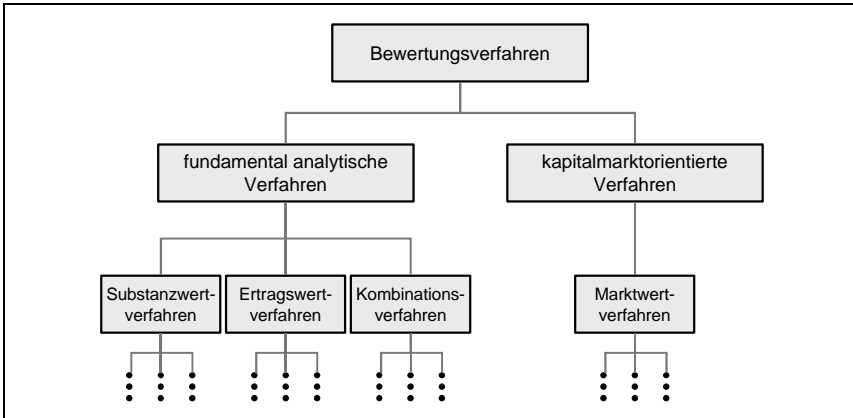 Bewertungsverfahren
fundamental analytische
Verfahren
kapitalmarktorientierte
Verfahren
Substanzwert-
verfahren
Ertragswert-
verfahren
Kombinations-
verfahren
Marktwert-
verfahren